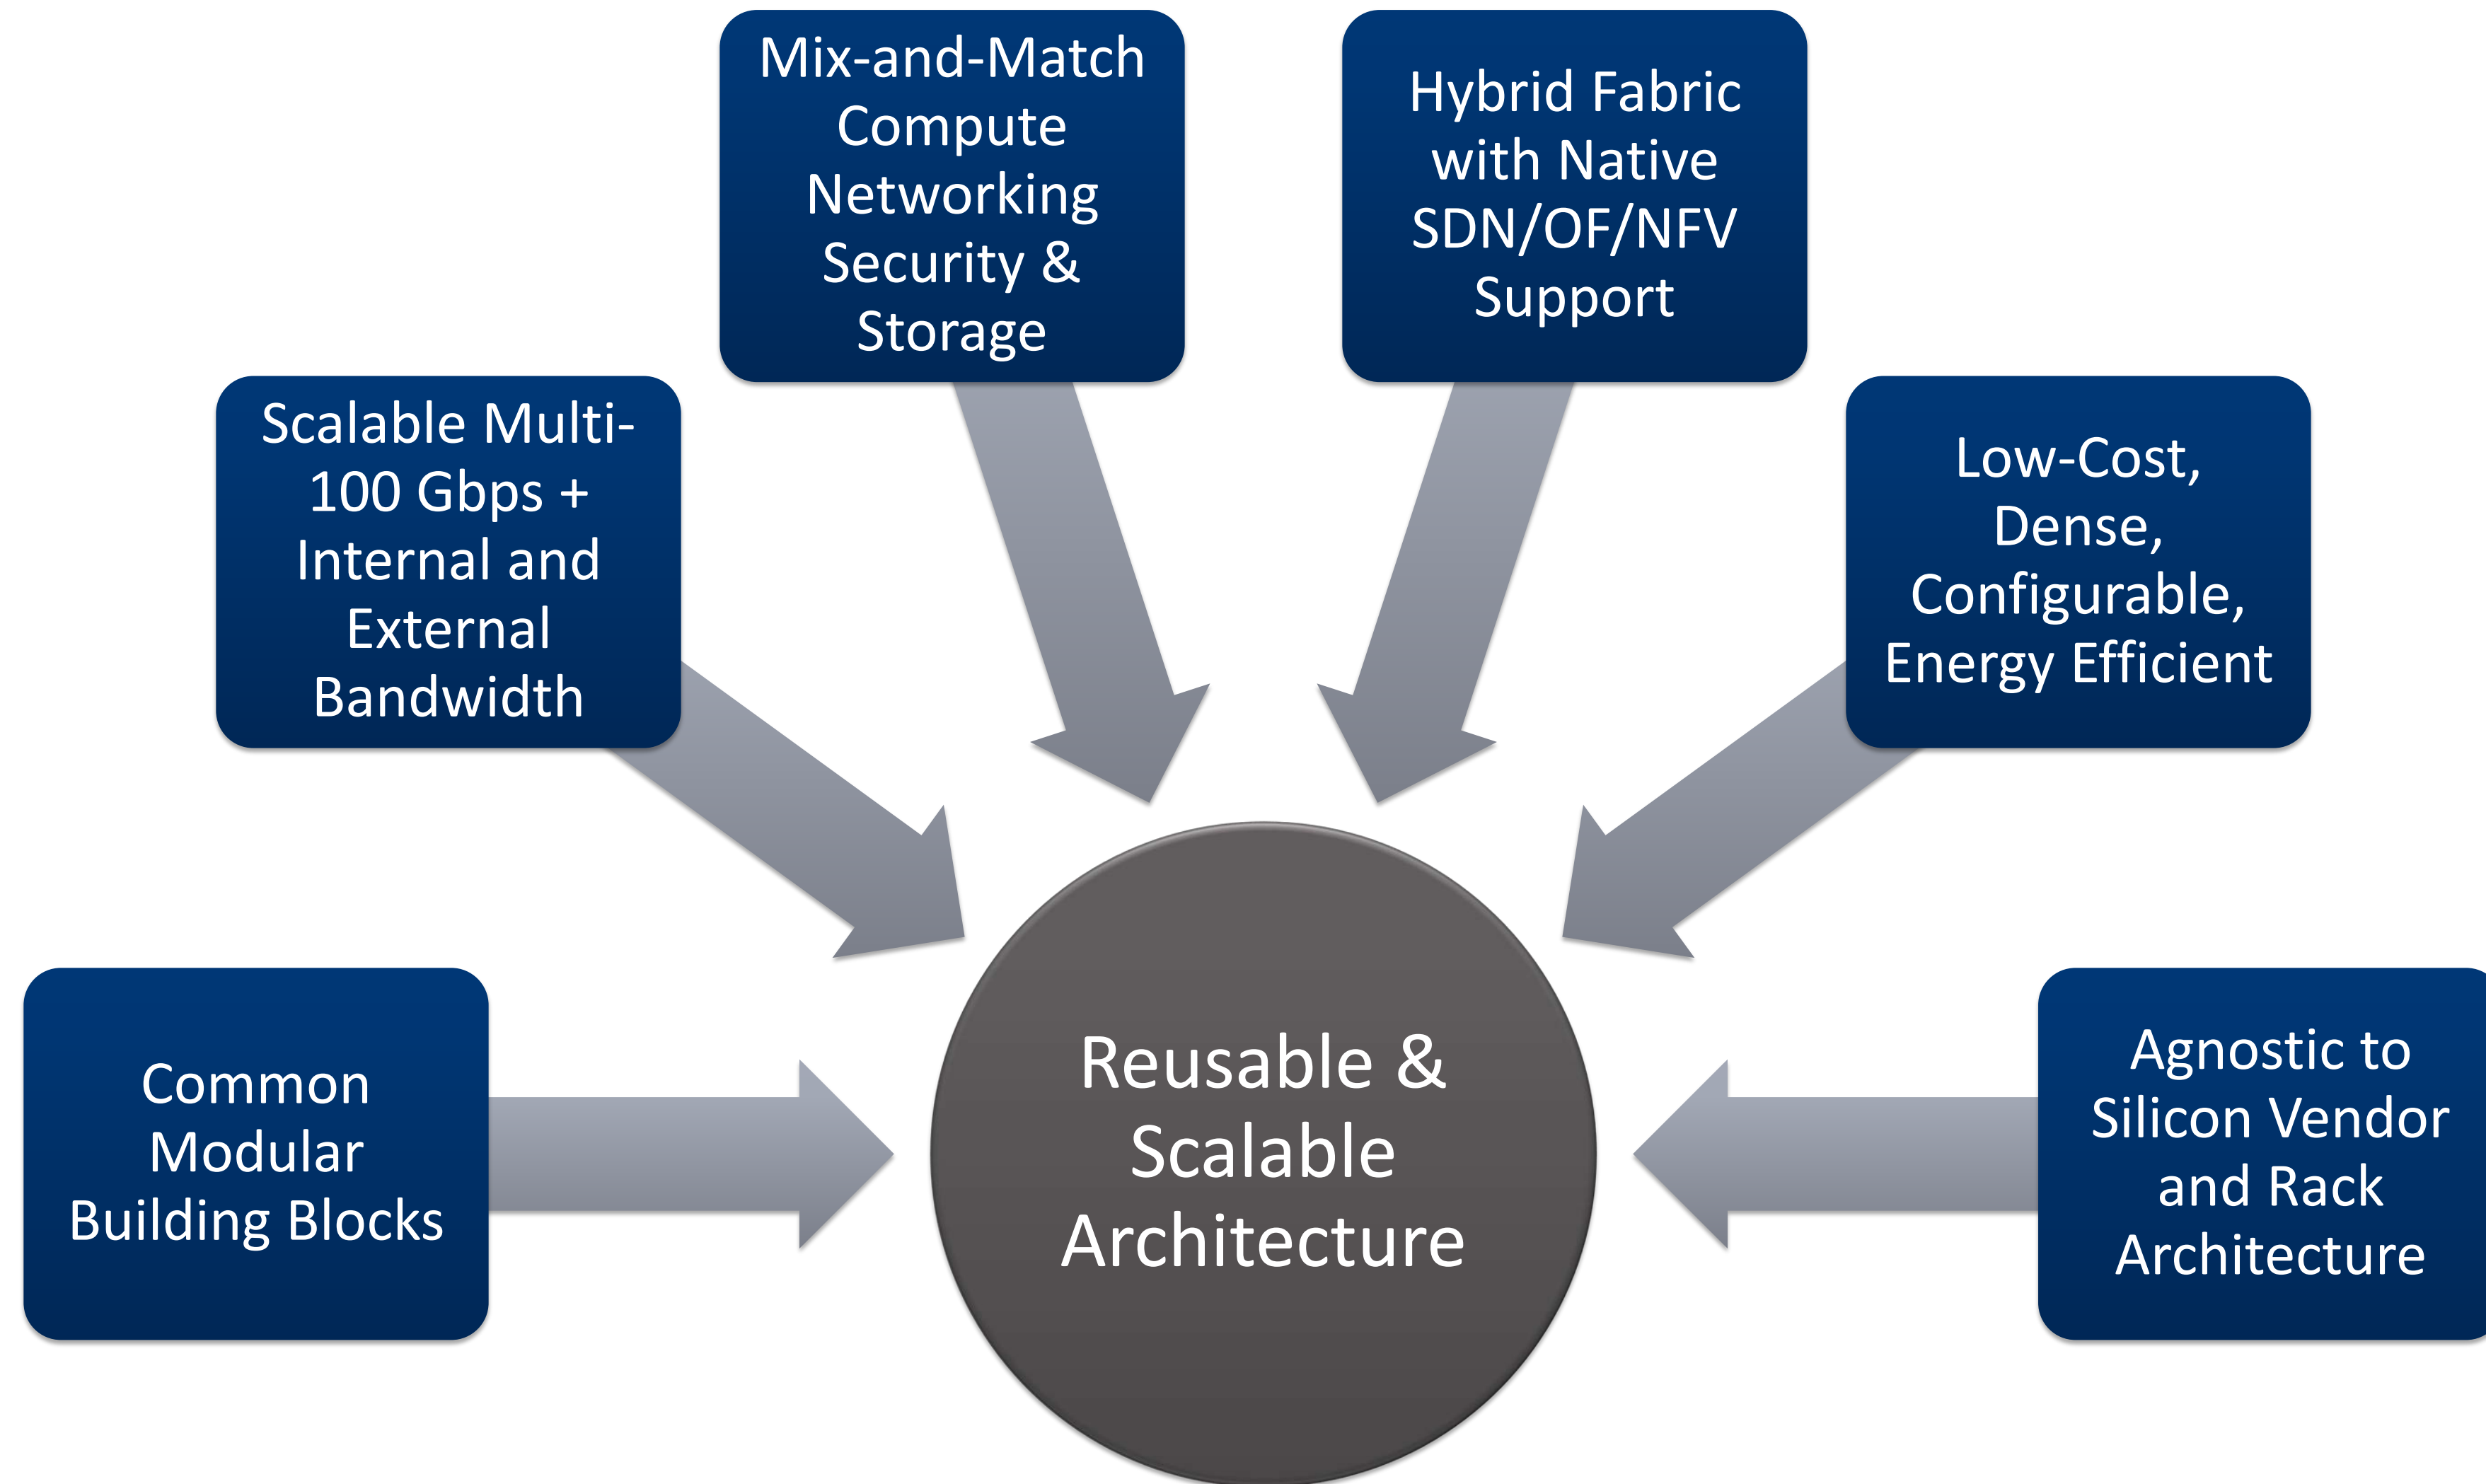 Mix-and-Match
Compute
Networking
Security &
Storage
Hybrid Fabric
with Native
SDN/OF/NFV
Support
Scalable Multi-
100 Gbps +
Internal and
External
Bandwidth
Low-Cost,
Dense,
Configurable,
Energy Efficient
Common
Modular
Building Blocks
Reusable &
Scalable
Architecture
Agnostic to
Silicon Vendor
and Rack
Architecture